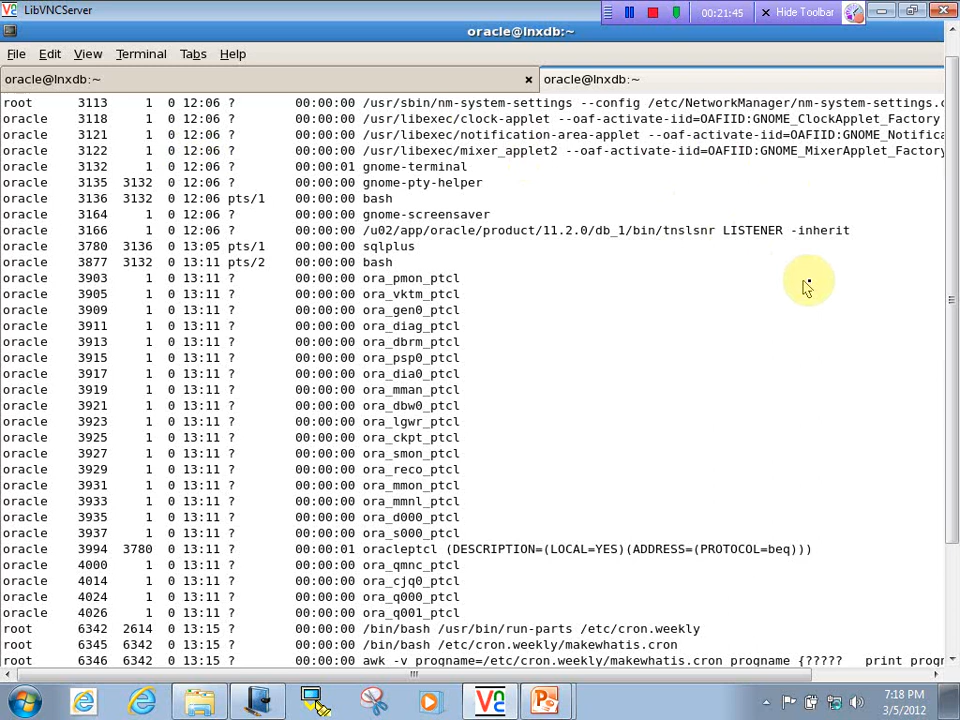 LibVNCServer
00:21:45
Hide Toolbar
oracle@lnxdb:~
File Edit View Terminal Tabs Help
oracle@lnxdb:~
oracle@lnxdb:~
root 3113 1 0 12:06 ? 00:00:00 /usr/sbin/nm-system-settings --config /etc/NetworkManager/nm-system-settings.c
oracle 3118 1 0 12:06 ? 00:00:00 /usr/libexec/clock-applet --oaf-activate-iid=OAFIID:GNOME_ClockApplet_Factory
oracle 3121 1 0 12:06 ? 00:00:00 /usr/libexec/notification-area-applet --oaf-activate-iid=OAFIID:GNOME_Notifica
oracle 3122 1 0 12:06 ? 00:00:00 /usr/libexec/mixer_applet2 --oaf-activate-iid=OAFIID:GNOME_MixerApplet_Factory
oracle 3132 1 0 12:06 ? 00:00:01 gnome-terminal
oracle 3135 3132 0 12:06 ? 00:00:00 gnome-pty-helper
oracle 3136 3132 0 12:06 pts/1 00:00:00 bash
oracle 3164 1 0 12:06 ? 00:00:00 gnome-screensaver
oracle 3166 1 0 12:06 ? 00:00:00 /u02/app/oracle/product/11.2.0/db_1/bin/tnslsnr LISTENER -inherit
oracle 3780 3136 0 13:05 pts/1 00:00:00 sqlplus
oracle 3877 3132 0 13:11 pts/2 00:00:00 bash
oracle 3903 1 0 13:11 ? 00:00:00 ora_pmon_ptcl
oracle 3905 1 0 13:11 ? 00:00:00 ora_vktm_ptcl
oracle 3909 1 0 13:11 ? 00:00:00 ora_gen0_ptcl
oracle 3911 1 0 13:11 ? 00:00:00 ora_diag_ptcl
oracle 3913 1 0 13:11 ? 00:00:00 ora_dbrm_ptcl
oracle 3915 1 0 13:11 ? 00:00:00 ora_psp0_ptcl
oracle 3917 1 0 13:11 ? 00:00:00 ora_dia0_ptcl
oracle 3919 1 0 13:11 ? 00:00:00 ora_mman_ptcl
oracle 3921 1 0 13:11 ? 00:00:00 ora_dbw0_ptcl
oracle 3923 1 0 13:11 ? 00:00:00 ora_lgwr_ptcl
oracle 3925 1 0 13:11 ? 00:00:00 ora_ckpt_ptcl
oracle 3927 1 0 13:11 ? 00:00:00 ora_smon_ptcl
oracle 3929 1 0 13:11 ? 00:00:00 ora_reco_ptcl
oracle 3931 1 0 13:11 ? 00:00:00 ora_mmon_ptcl
oracle 3933 1 0 13:11 ? 00:00:00 ora_mmnl_ptcl
oracle 3935 1 0 13:11 ? 00:00:00 ora_d000_ptcl
oracle 3937 1 0 13:11 ? 00:00:00 ora_s000_ptcl
oracle 3994 3780 0 13:11 ? 00:00:01 oracleptcl (DESCRIPTION=(LOCAL=YES)(ADDRESS=(PROTOCOL=beq)))
oracle 4000 1 0 13:11 ? 00:00:00 ora_qmnc_ptcl
oracle 4014 1 0 13:11 ? 00:00:00 ora_cjq0_ptcl
oracle 4024 1 0 13:11 ? 00:00:00 ora_q000_ptcl
oracle 4026 1 0 13:11 ? 00:00:00 ora_q001_ptcl
root 6342 2614 0 13:15 ? 00:00:00 /bin/bash /usr/bin/run-parts /etc/cron.weekly
root 6345 6342 0 13:15 ? 00:00:00 /bin/bash /etc/cron.weekly/makewhatis.cron
root 6346 6342 0 13:15 ? 00:00:00 awk -v progname=/etc/cron.weekly/makewhatis.cron progname {????? print progr
7:18 PM
3/5/2012